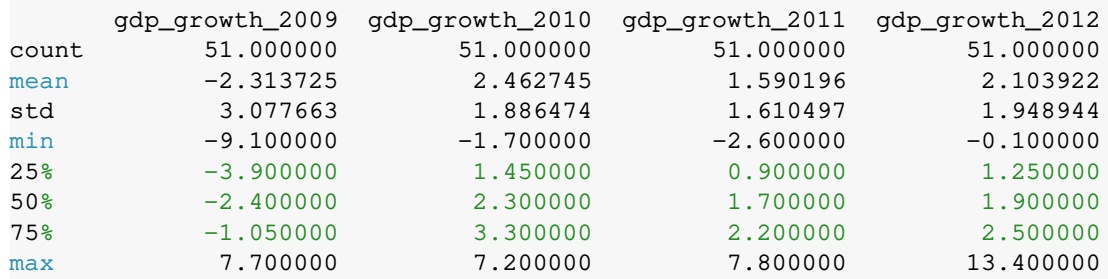 gdp_growth_2009 gdp_growth_2010 gdp_growth_2011 gdp_growth_2012
count 51.000000 51.000000 51.000000 51.000000
mean -2.313725 2.462745 1.590196 2.103922
std 3.077663 1.886474 1.610497 1.948944
min -9.100000 -1.700000 -2.600000 -0.100000
25% -3.900000 1.450000 0.900000 1.250000
50% -2.400000 2.300000 1.700000 1.900000
75% -1.050000 3.300000 2.200000 2.500000
max 7.700000 7.200000 7.800000 13.400000